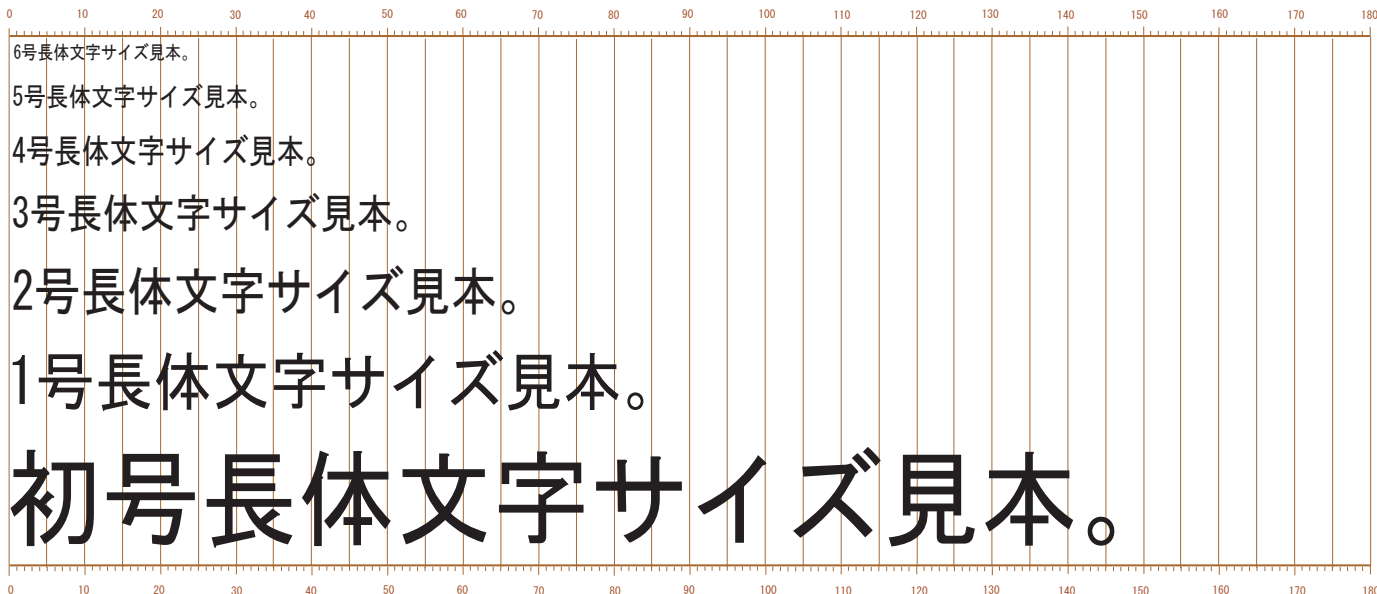 0 10 20 30 40 50 60 70 80 90 100 110 120 130 140 150 160 170 180
6号長体文字サイズ見本。
5号長体文字サイズ見本。
4号長体文字サイズ見本。
3号長体文字サイズ見本。
2号長体文字サイズ見本。
1号長体文字サイズ見本。
初号長体文字サイズ見本。
0 10 20 30 40 50 60 70 80 90 100 110 120 130 140 150 160 170 180